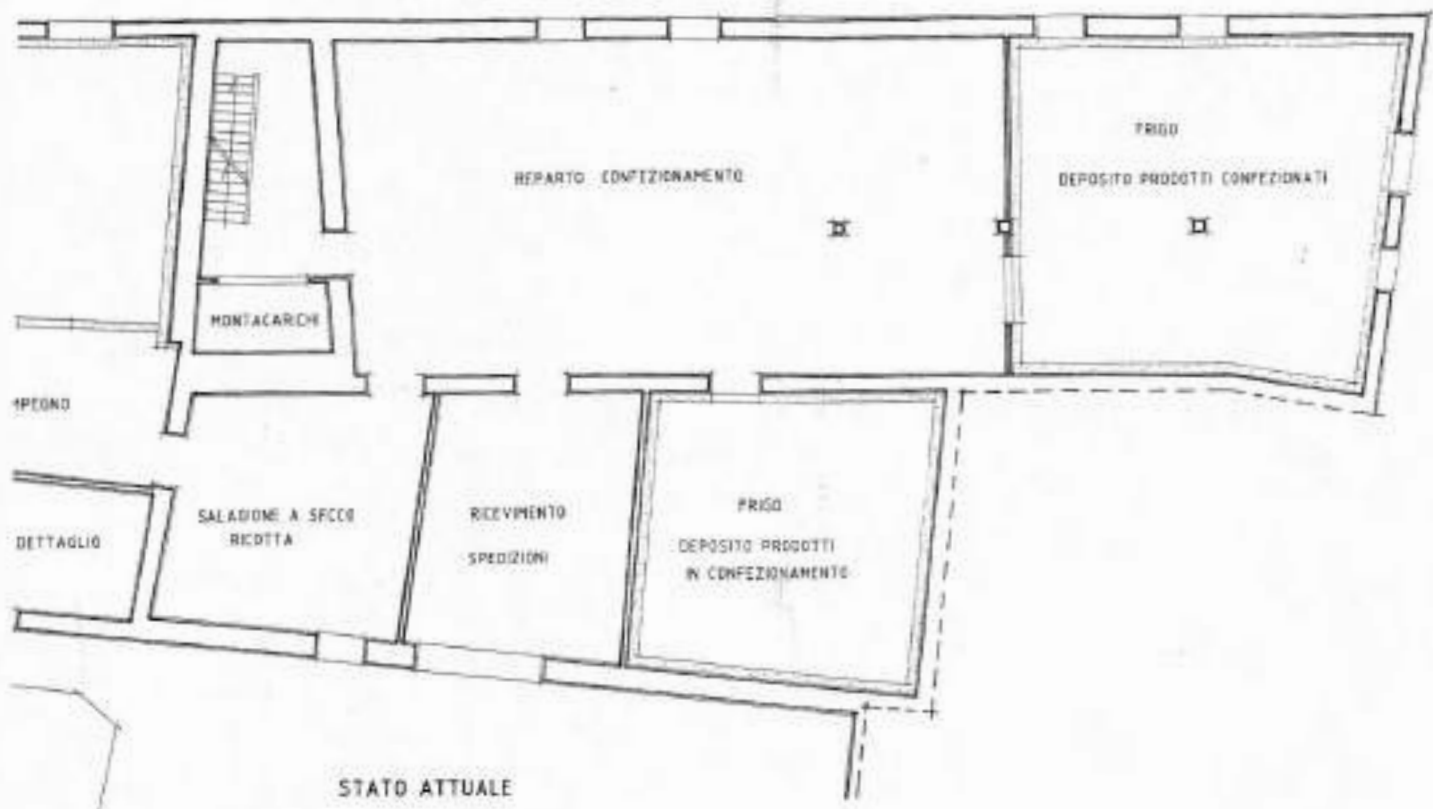 FRIGO
DEPOSITO PRODOTTI CONFEZIONATI
REPARTO CONFEZIONAMENTO
MONTACARICHI
MPEGNO
SALAGIONE A SECCO
RICOTTA
RICEVIMENTO
SPEDIZIONI
FRIGO
DEPOSITO PRODOTTI
IN CONFEZIONAMENTO
DETTAGLIO
STATO ATTUALE